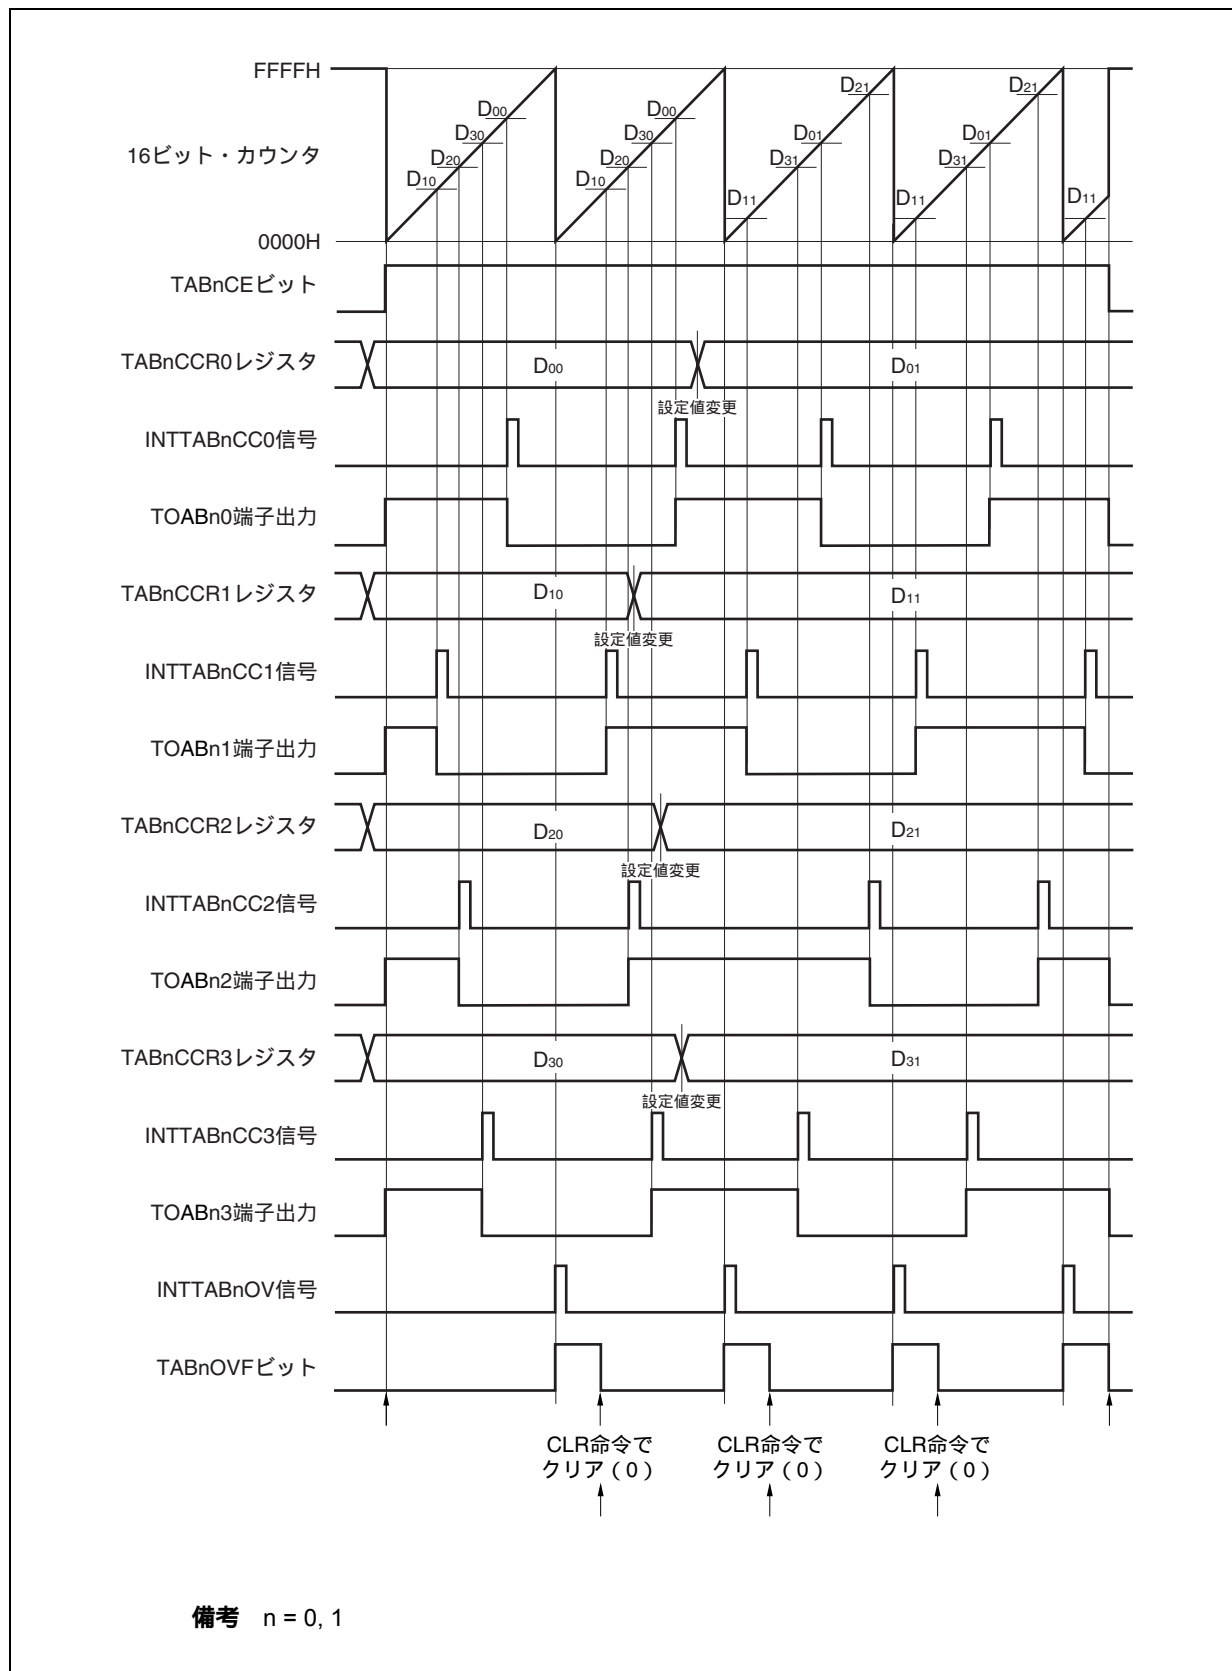 FFFFH
D00
D00
D21
D21
D30
D30
D01
D01
16ビット・カウンタ
D20
D20
D31
D31
D10
D10
D11
D11
D11
0000H
TABnCEビット
TABnCCR0レジスタ
D00
D01
設定値変更
INTTABnCC0信号
TOABn0端子出力
TABnCCR1レジスタ
D10
D11
設定値変更
INTTABnCC1信号
TOABn1端子出力
TABnCCR2レジスタ
D20
D21
設定値変更
INTTABnCC2信号
TOABn2端子出力
TABnCCR3レジスタ
D30
D31
設定値変更
INTTABnCC3信号
TOABn3端子出力
INTTABnOV信号
TABnOVFビット
CLR命令で
クリア(0)
CLR命令で
クリア(0)
CLR命令で
クリア(0)
備考 n = 0, 1